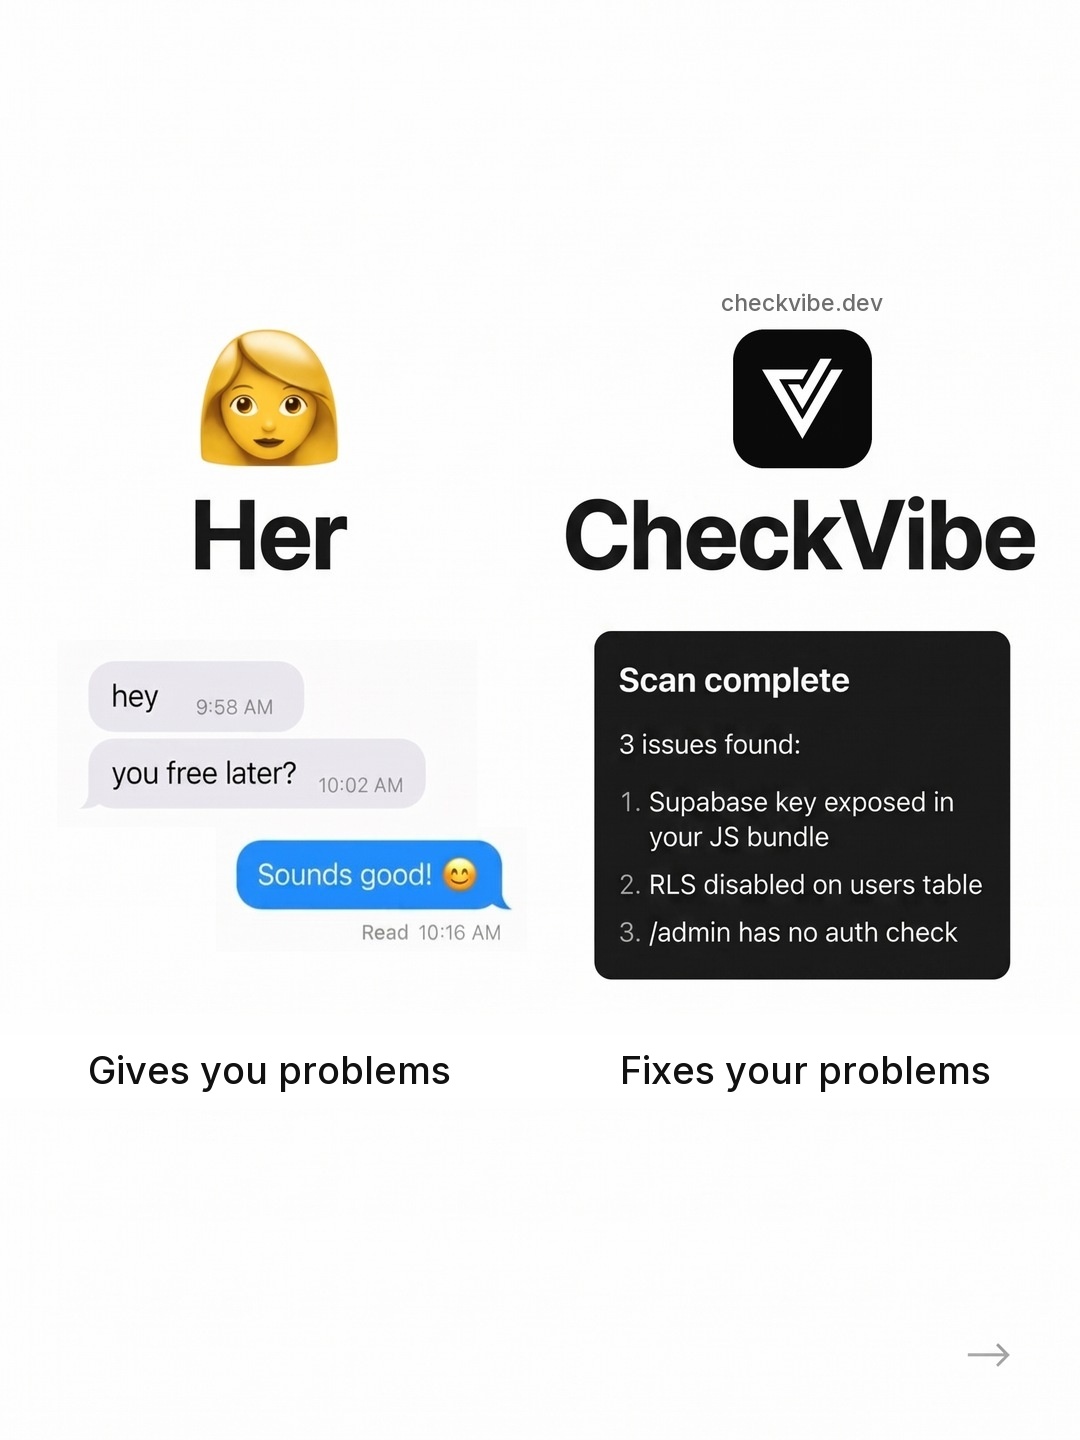 checkvibe.dev
Her
CheckVibe
hey 9:58 AM
you free later? 10:02 AM
Sounds good! 😊
Read 10:16 AM
Scan complete
3 issues found:
1. Supabase key exposed in
your JS bundle
2. RLS disabled on users table
3. /admin has no auth check
Gives you problems
Fixes your problems